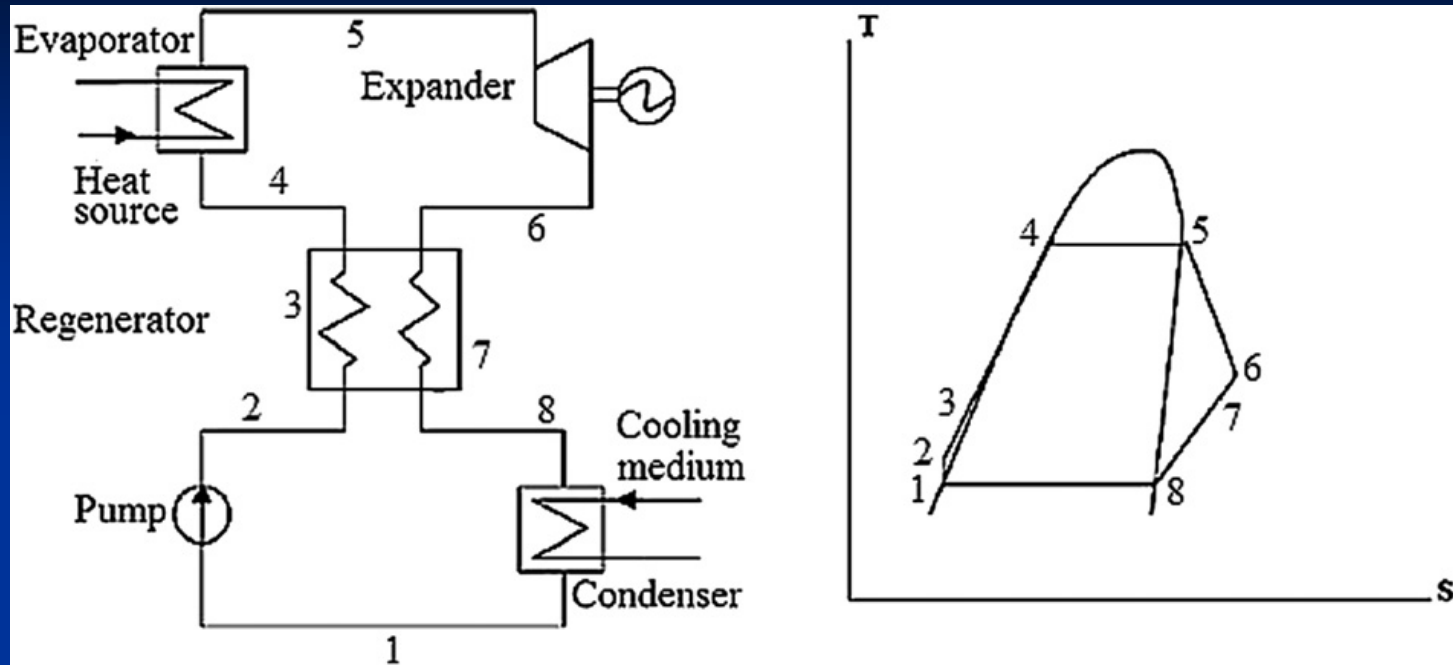 Evaporator
5
Expander
Heat
source
4
6
Regenerator
3
7
2
8
Cooling
medium
Pump
Condenser
1
T
4
5
6
3
7
2
1
8
S